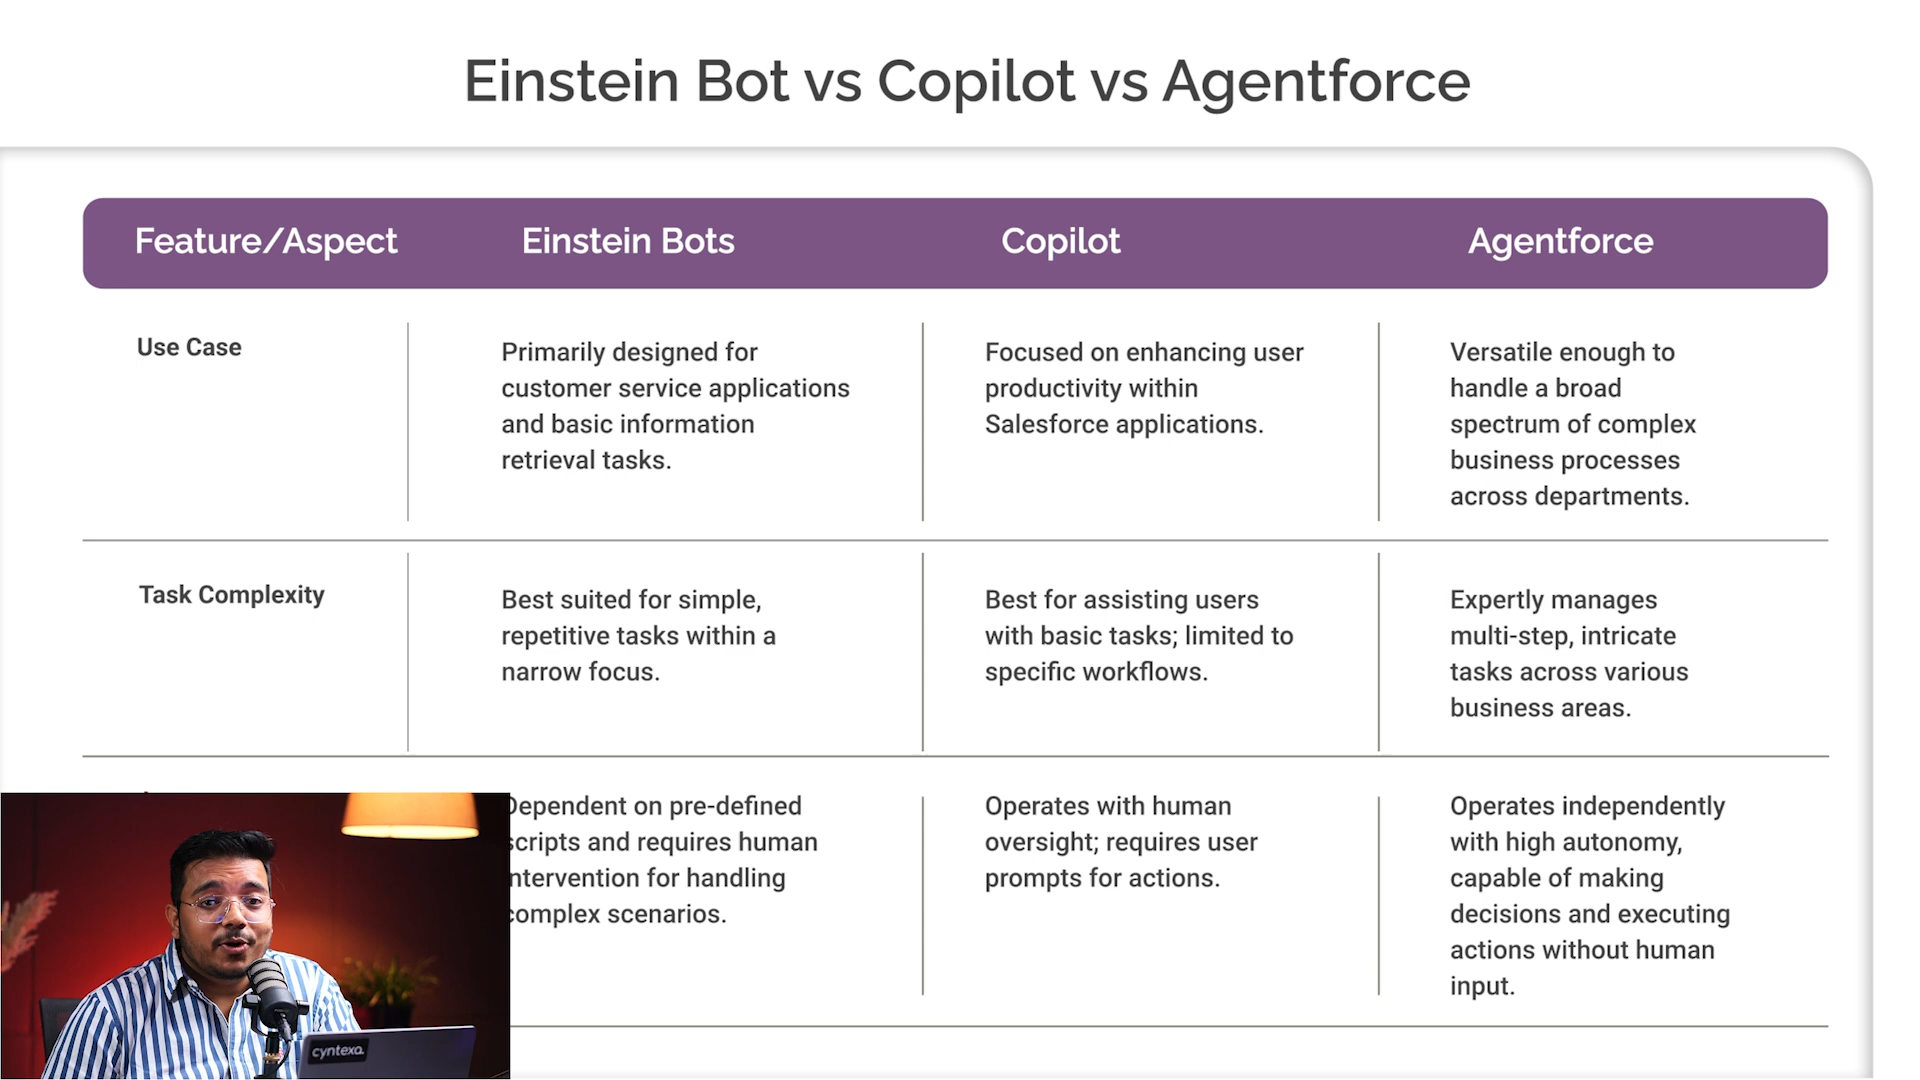 Einstein Bot vs Copilot vs Agentforce
Feature/Aspect
Einstein Bots
Copilot
Agentforce
Use Case
Primarily designed for
customer service applications
and basic information
retrieval tasks.
Focused on enhancing user
productivity within
Salesforce applications.
Versatile enough to
handle a broad
spectrum of complex
business processes
across departments.
Task Complexity
Best suited for simple,
repetitive tasks within a
narrow focus.
Best for assisting users
with basic tasks; limited to
specific workflows.
Expertly manages
multi-step, intricate
tasks across various
business areas.
Dependent on pre-defined
scripts and requires human
intervention for handling
complex scenarios.
Operates with human
oversight; requires user
prompts for actions.
Operates independently
with high autonomy,
capable of making
decisions and executing
actions without human
input.
cyntexa.